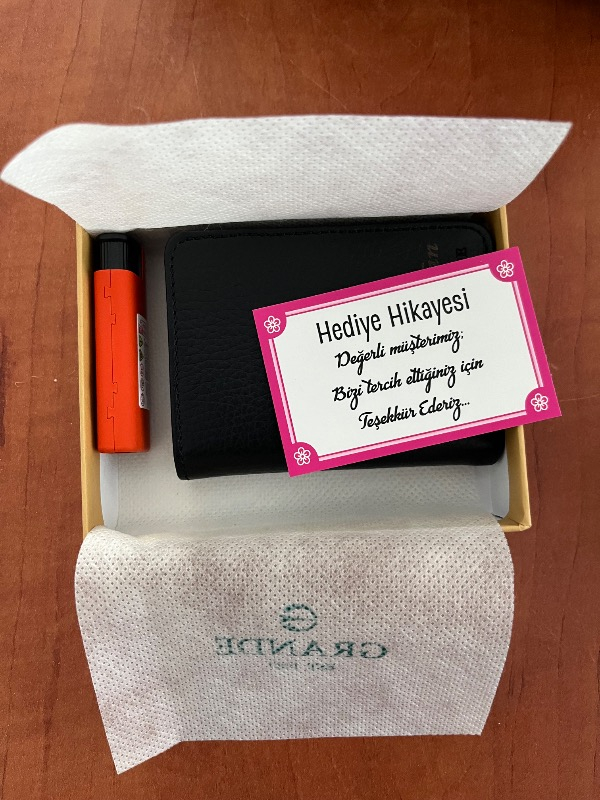 Hediye Hikayesi
Değerli müşterimiz;
Bizi tercih ettiğiniz için
Teşekkür Ederiz...
GRANDE